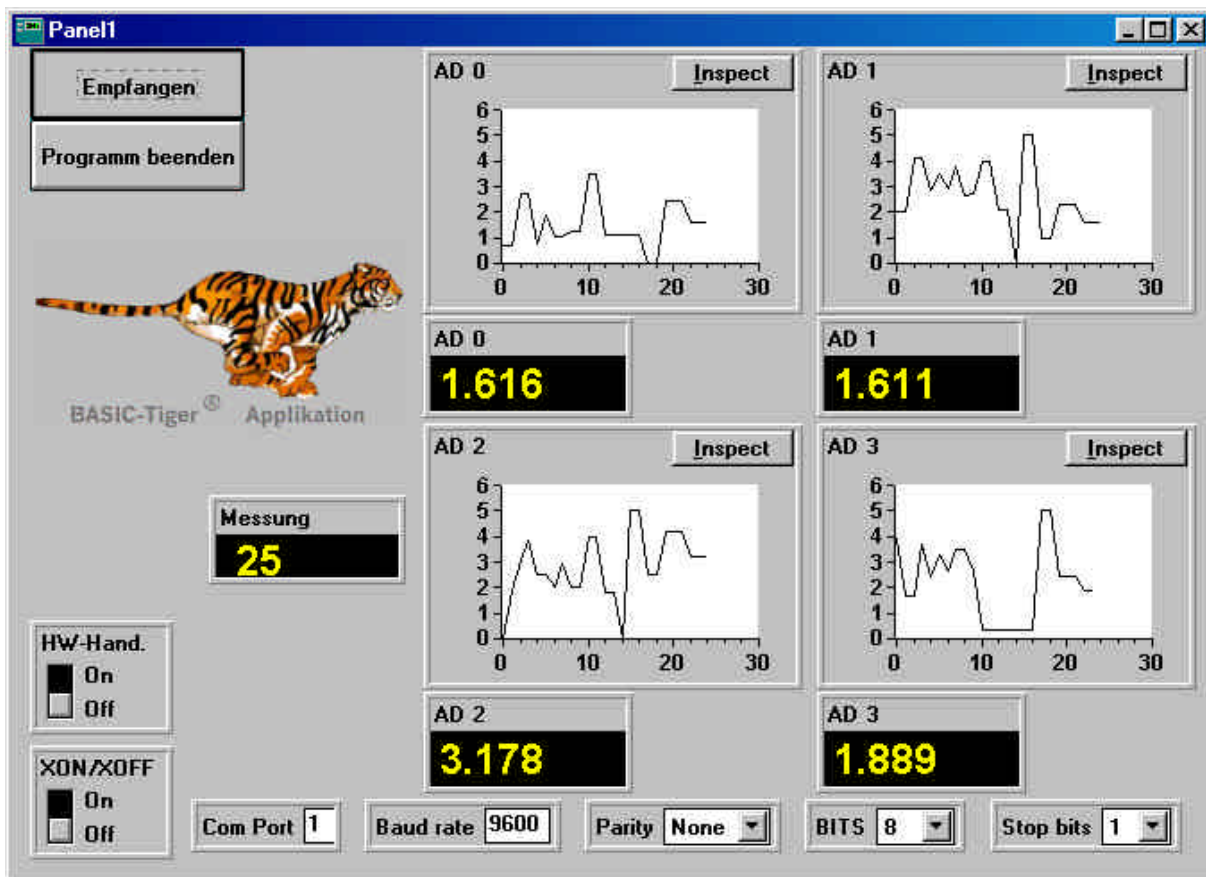 Panel1
Empfangen
Programm beenden
BASIC-Tiger® Applikation
AD 0
Inspect
6
5
4
3
2
1
0
0 10 20 30
AD 1
Inspect
6
5
4
3
2
1
0
0 10 20 30
AD 0
1.616
AD 1
1.611
AD 2
Inspect
6
5
4
3
2
1
0
0 10 20 30
AD 3
Inspect
6
5
4
3
2
1
0
0 10 20 30
Messung
25
AD 2
3.178
AD 3
1.889
HW-Hand.
On
Off
XON/XOFF
On
Off
Com Port 1
Baud rate 9600
Parity None
BITS 8
Stop bits 1